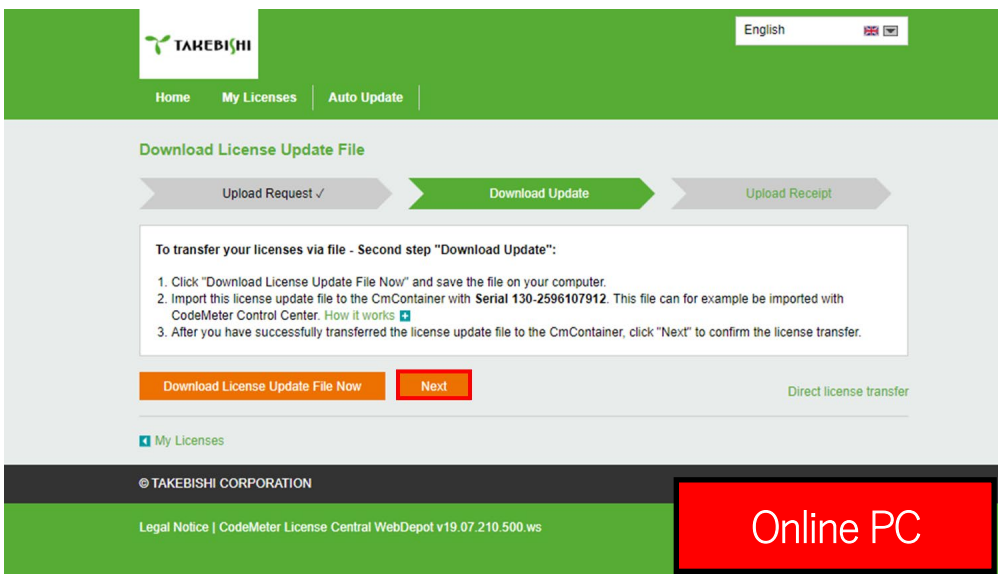 TAKEBISHI
English
Home My Licenses Auto Update
Download License Update File
Upload Request ✓ Download Update Upload Receipt
To transfer your licenses via file - Second step "Download Update":
1. Click "Download License Update File Now" and save the file on your computer.
2. Import this license update file to the CmContainer with Serial 130-2596107912. This file can for example be imported with
CodeMeter Control Center. How it works
3. After you have successfully transferred the license update file to the CmContainer, click "Next" to confirm the license transfer.
Download License Update File Now Next
Direct license transfer
My Licenses
© TAKEBISHI CORPORATION
Legal Notice | CodeMeter License Central WebDepot v19.07.210.500.ws
Online PC